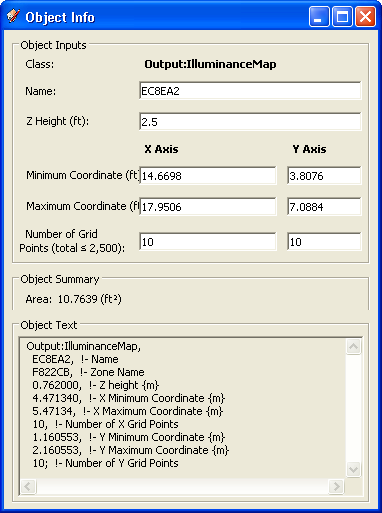 Object Info
Object Inputs
Class: Output:IlluminanceMap
Name: EC8EA2
Z Height (ft): 2.5
X Axis Y Axis
Minimum Coordinate (ft 14.6698 3.8076
Maximum Coordinate (ft 17.9506 7.0884
Number of Grid
Points (total ≤ 2,500): 10 10
Object Summary
Area: 10.7639 (ft²)
Object Text
Output:IlluminanceMap,
EC8EA2, !- Name
F822CB, !- Zone Name
0.762000, !- Z height {m}
4.471340, !- X Minimum Coordinate {m}
5.47134, !- X Maximum Coordinate {m}
10, !- Number of X Grid Points
1.160553, !- Y Minimum Coordinate {m}
2.160553, !- Y Maximum Coordinate {m}
10; !- Number of Y Grid Points